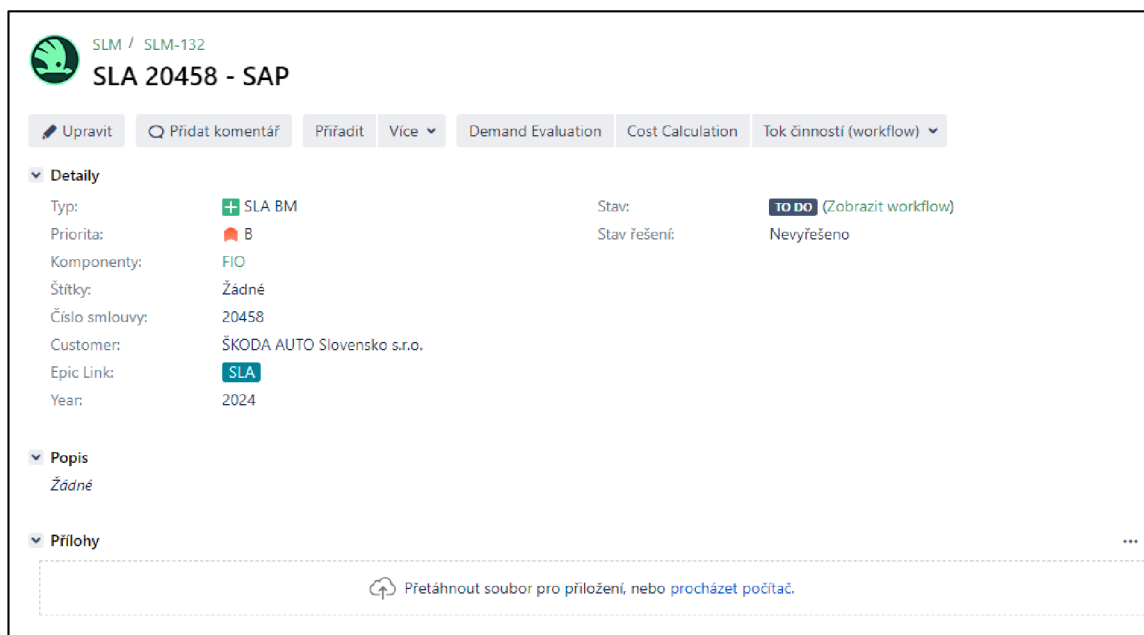 SLM / SLM-132
SLA 20458 - SAP
Upravit Přidat komentář Přiřadit Více Demand Evaluation Cost Calculation Tok činností (workflow)
Detaily
Typ: SLA BM Stav: TO DO (Zobrazit workflow)
Priorita: B Stav řešení: Nevyřešeno
Komponenty: FIO
Štítky: Žádné
Číslo smlouvy: 20458
Customer: ŠKODA AUTO Slovensko s.r.o.
Epic Link: SLA
Year: 2024
Popis
Žádné
Přílohy
Přetáhnout soubor pro přiložení, nebo procházet počítač.